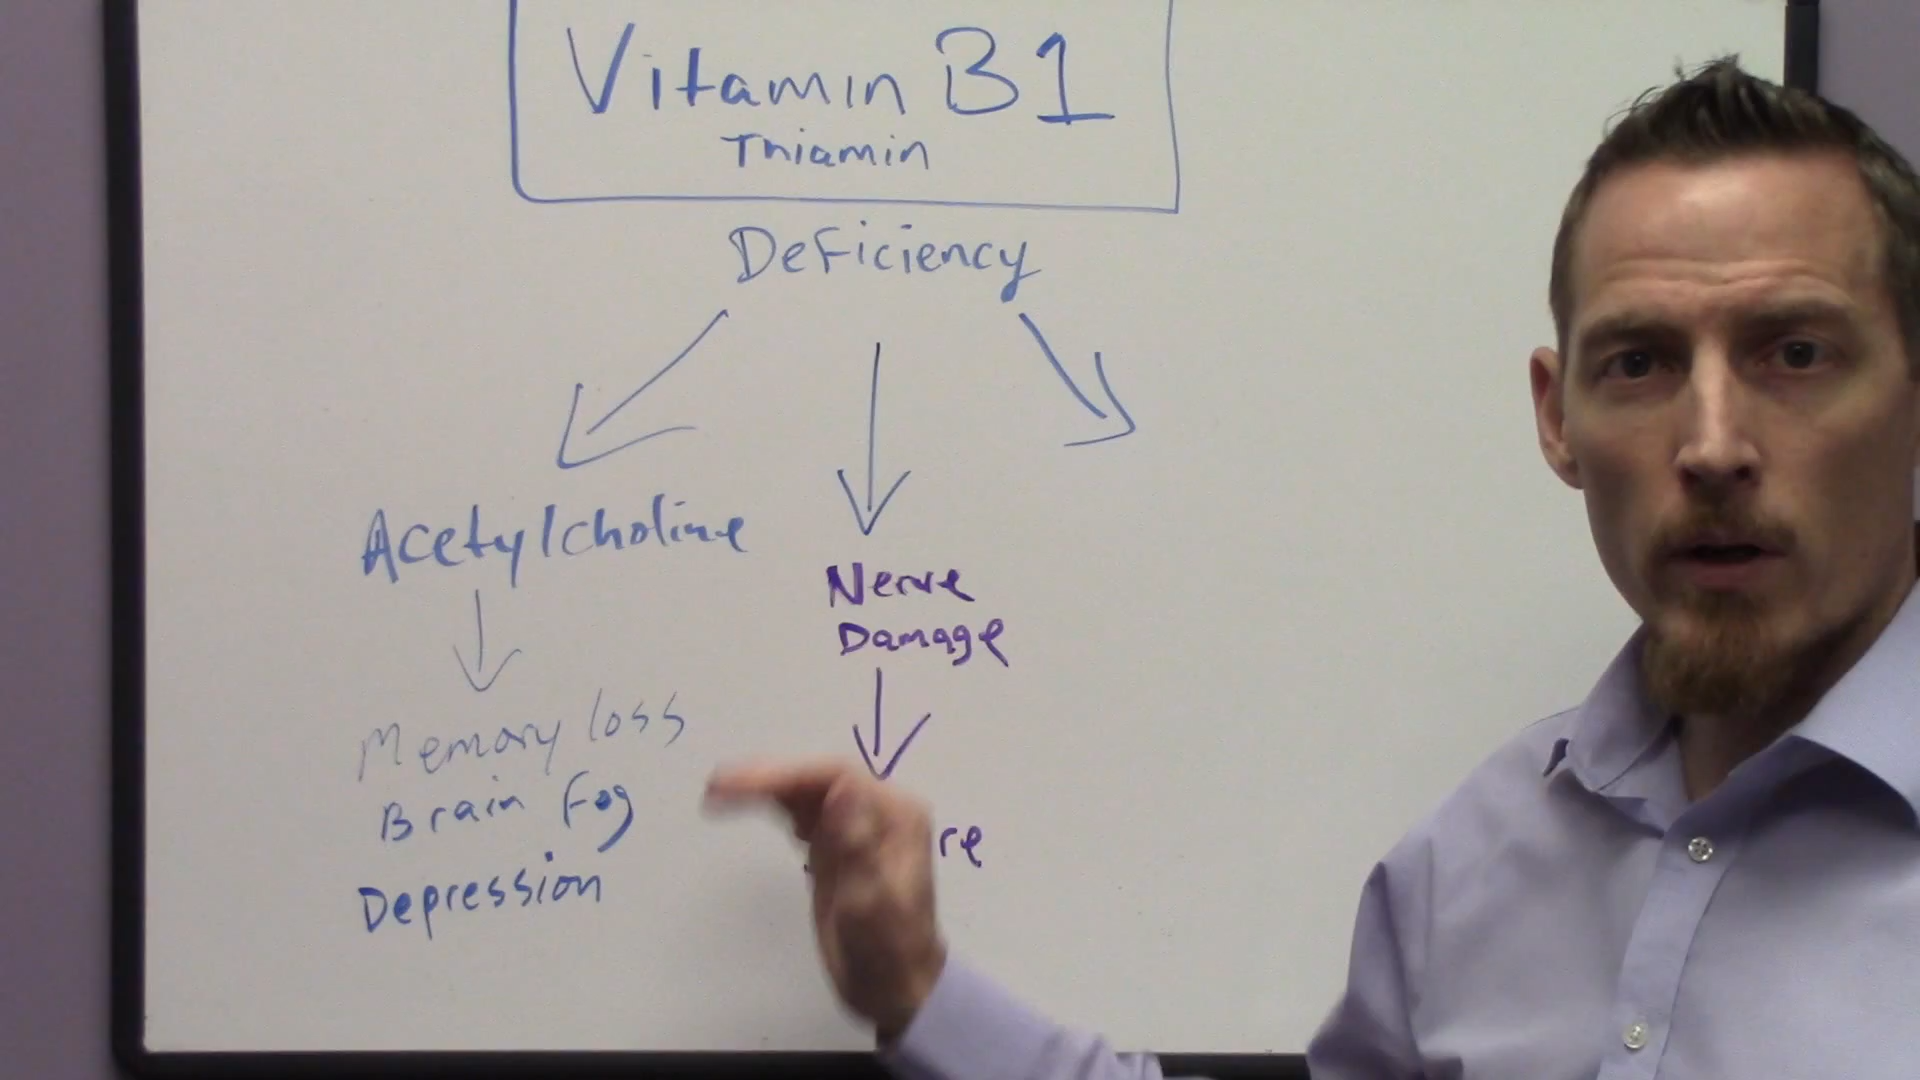 Vitamin B1
Thiamin
Deficiency
Acetylcholine
Memory loss
Brain Fog
Depression
Nerve
Damage